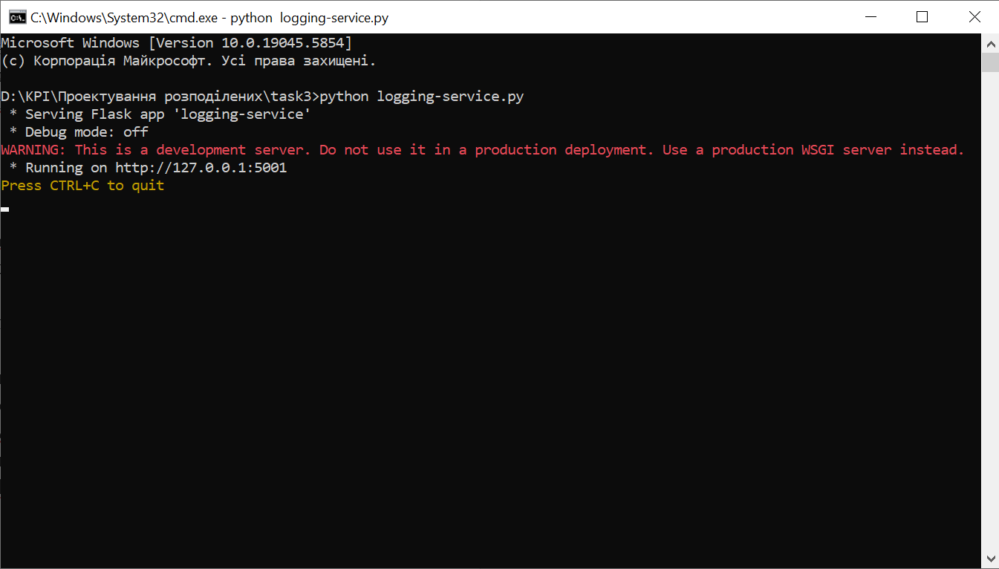 C:\Windows\System32\cmd.exe - python  logging-service.py
Microsoft Windows [Version 10.0.19045.5854]
(c) Корпорація Майкрософт. Усі права захищені.
D:\KPI\Проектування розподілених\task3>python logging-service.py
 * Serving Flask app 'logging-service'
 * Debug mode: off
WARNING: This is a development server. Do not use it in a production deployment. Use a production WSGI server instead.
 * Running on http://127.0.0.1:5001
Press CTRL+C to quit